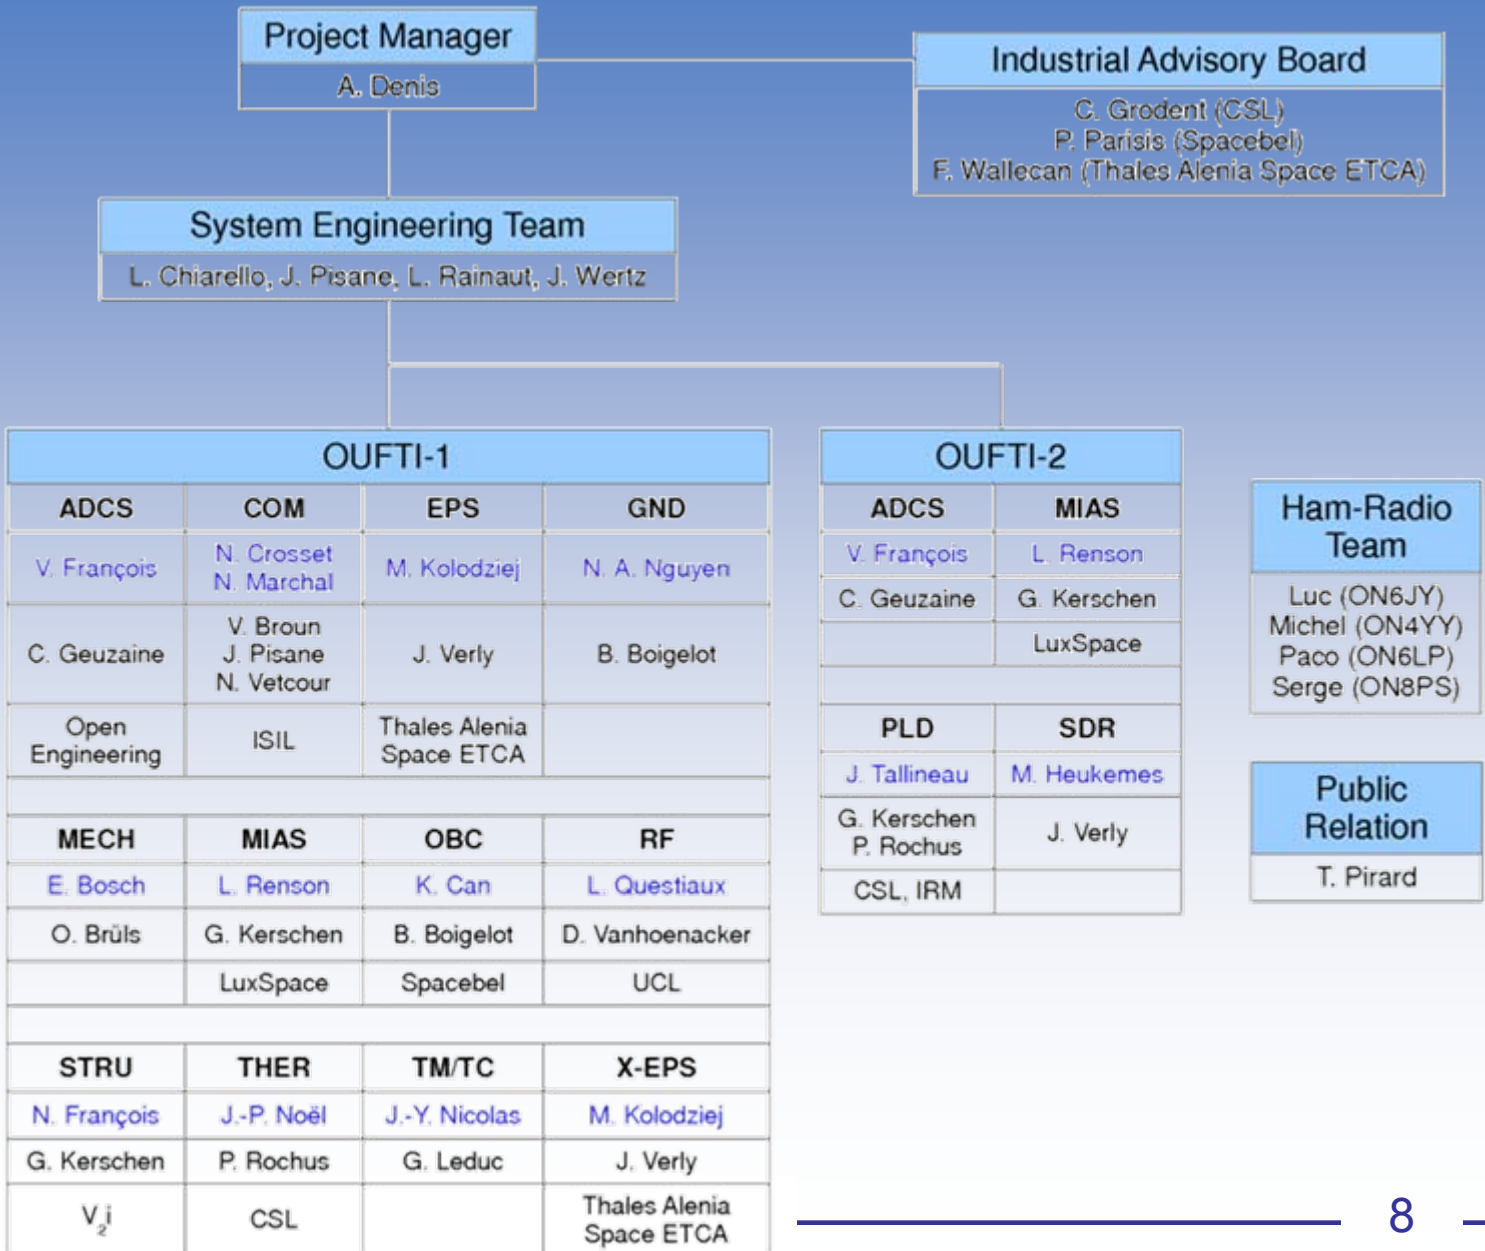 Project Manager
A. Denis
Industrial Advisory Board
C. Grodent (CSL)
P. Parisis (Spacebel)
F. Wallecan (Thales Alenia Space ETCA)
System Engineering Team
L. Chiarello, J. Pisane, L. Rainaut, J. Wertz
OUFTI-1
ADCS COM EPS GND
V. François N. Crosset N. Marchal M. Kolodziej N. A. Nguyen
C. Geuzaine V. Broun J. Pisane N. Vetcour J. Verly B. Boigelot
Open Engineering ISIL Thales Alenia Space ETCA
MECH MIAS OBC RF
E. Bosch L. Renson K. Can L. Questiaux
O. Brüls G. Kerschen B. Boigelot D. Vanhoenacker
LuxSpace Spacebel UCL
STRU THER TM/TC X-EPS
N. François J.-P. Noël J.-Y. Nicolas M. Kolodziej
G. Kerschen P. Rochus G. Leduc J. Verly
V2i CSL Thales Alenia Space ETCA
OUFTI-2
ADCS MIAS
V. François L. Renson
C. Geuzaine G. Kerschen
LuxSpace
PLD SDR
J. Tallineau M. Heukemes
G. Kerschen P. Rochus J. Verly
CSL, IRM
Ham-Radio
Team
Luc (ON6JY)
Michel (ON4YY)
Paco (ON6LP)
Serge (ON8PS)
Public
Relation
T. Pirard
8